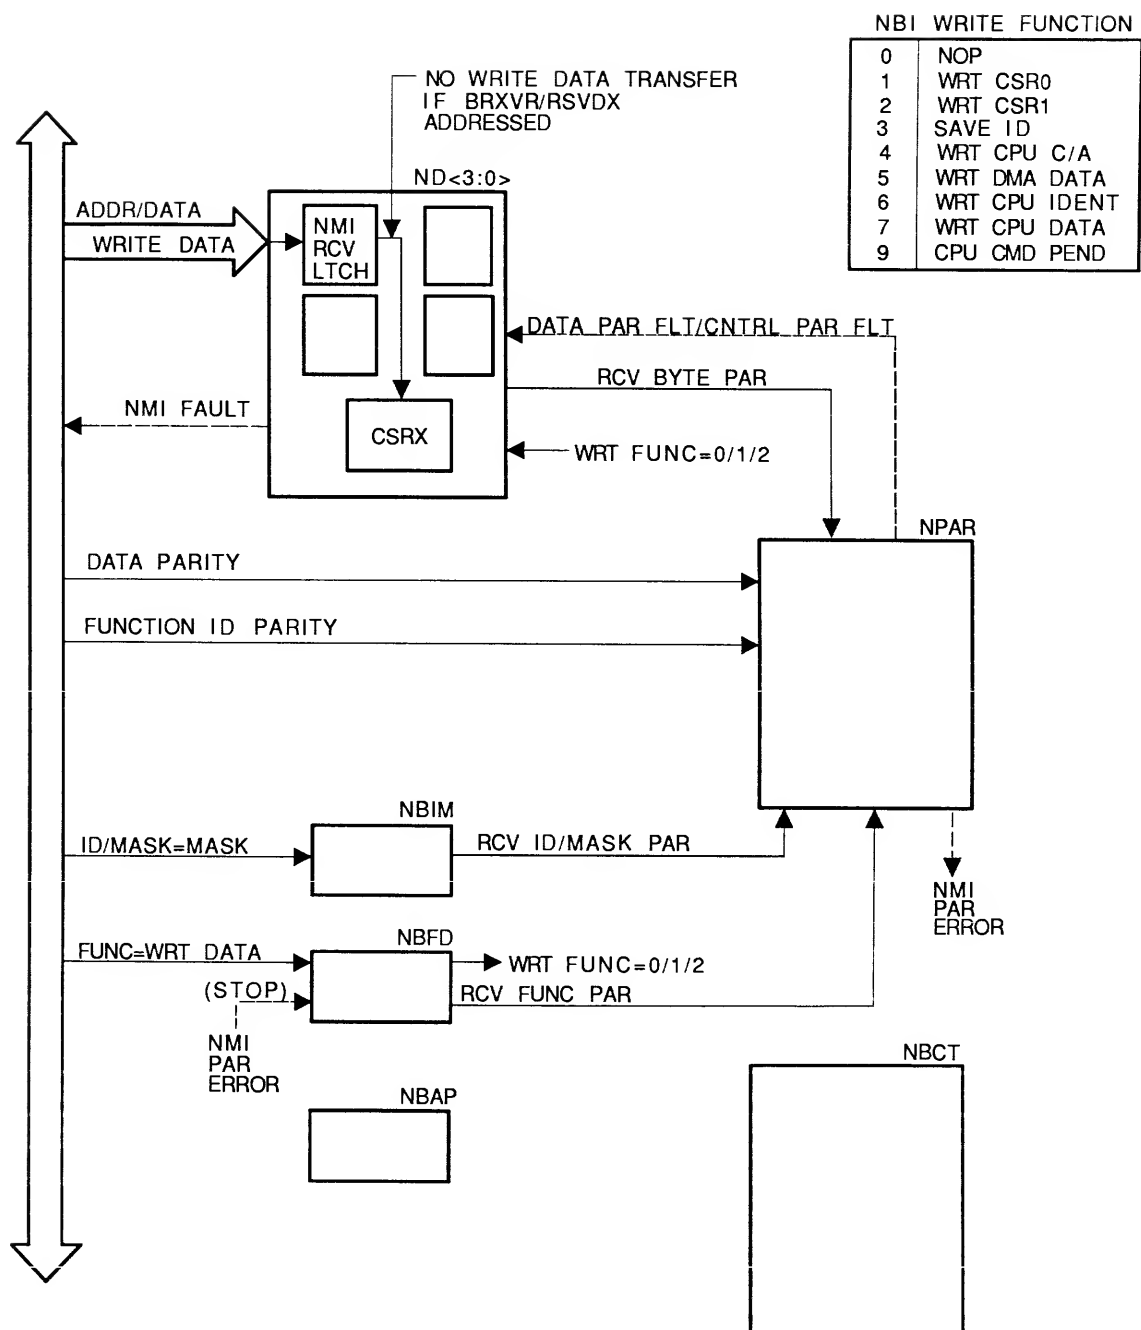 NBI WRITE FUNCTION
0 NOP
1 WRT CSR0
2 WRT CSR1
3 SAVE ID
4 WRT CPU C/A
5 WRT DMA DATA
6 WRT CPU IDENT
7 WRT CPU DATA
9 CPU CMD PEND
NO WRITE DATA TRANSFER
IF BRXVR/RSVDX
ADDRESSED
ND<3:0>
ADDR/DATA
WRITE DATA
NMI
RCV
LTCH
DATA PAR FLT/CNTRL PAR FLT
RCV BYTE PAR
NMI FAULT
CSRX
WRT FUNC=0/1/2
NPAR
DATA PARITY
FUNCTION ID PARITY
NBIM
ID/MASK=MASK
RCV ID/MASK PAR
NMI
PAR
ERROR
NBFD
FUNC=WRT DATA
WRT FUNC=0/1/2
(STOP)
RCV FUNC PAR
NMI
PAR
ERROR
NBCT
NBAP